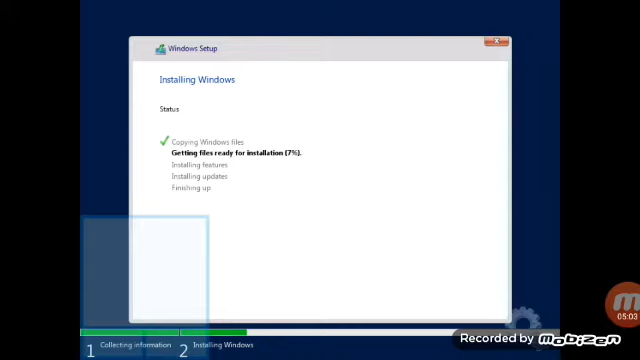 Windows Setup
Installing Windows
Status
Copying Windows files
Getting files ready for installation (7%).
Installing features
Installing updates
Finishing up
05:03
Recorded by MOBIZEN
1 Collecting information 2 Installing Windows